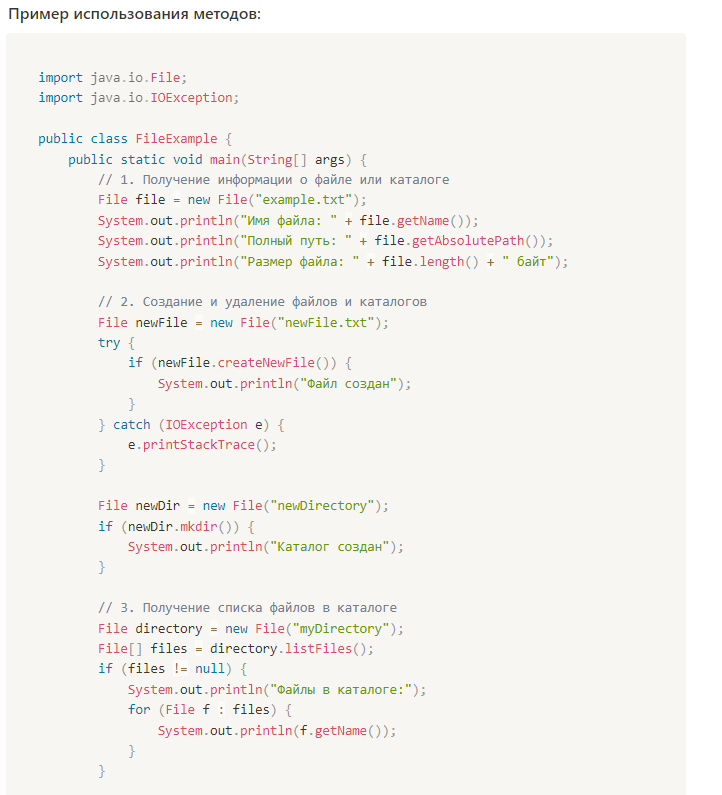 Пример использования методов:
import java.io.File;
import java.io.IOException;
public class FileExample {
public static void main(String[] args) {
// 1. Получение информации о файле или каталоге
File file = new File("example.txt");
System.out.println("Имя файла: " + file.getName());
System.out.println("Полный путь: " + file.getAbsolutePath());
System.out.println("Размер файла: " + file.length() + " байт");
// 2. Создание и удаление файлов и каталогов
File newFile = new File("newFile.txt");
try {
if (newFile.createNewFile()) {
System.out.println("Файл создан");
}
} catch (IOException e) {
e.printStackTrace();
}
File newDir = new File("newDirectory");
if (newDir.mkdir()) {
System.out.println("Каталог создан");
}
// 3. Получение списка файлов в каталоге
File directory = new File("myDirectory");
File[] files = directory.listFiles();
if (files != null) {
System.out.println("Файлы в каталоге:");
for (File f : files) {
System.out.println(f.getName());
}
}